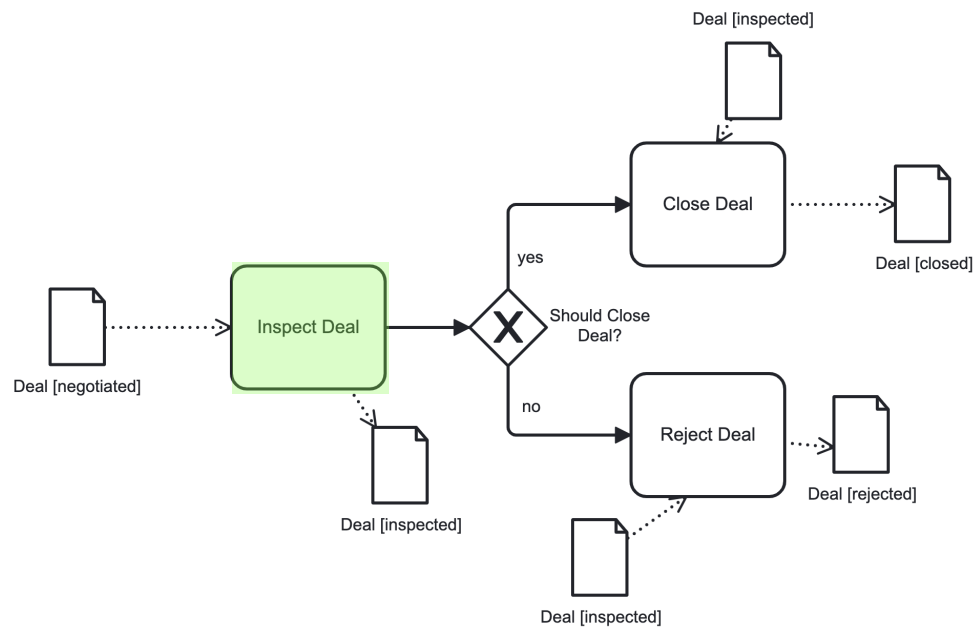 Deal [inspected]
Close Deal
Deal [closed]
yes
Should Close
Deal?
Inspect Deal
Deal [negotiated]
no
Reject Deal
Deal [rejected]
Deal [inspected]
Deal [inspected]